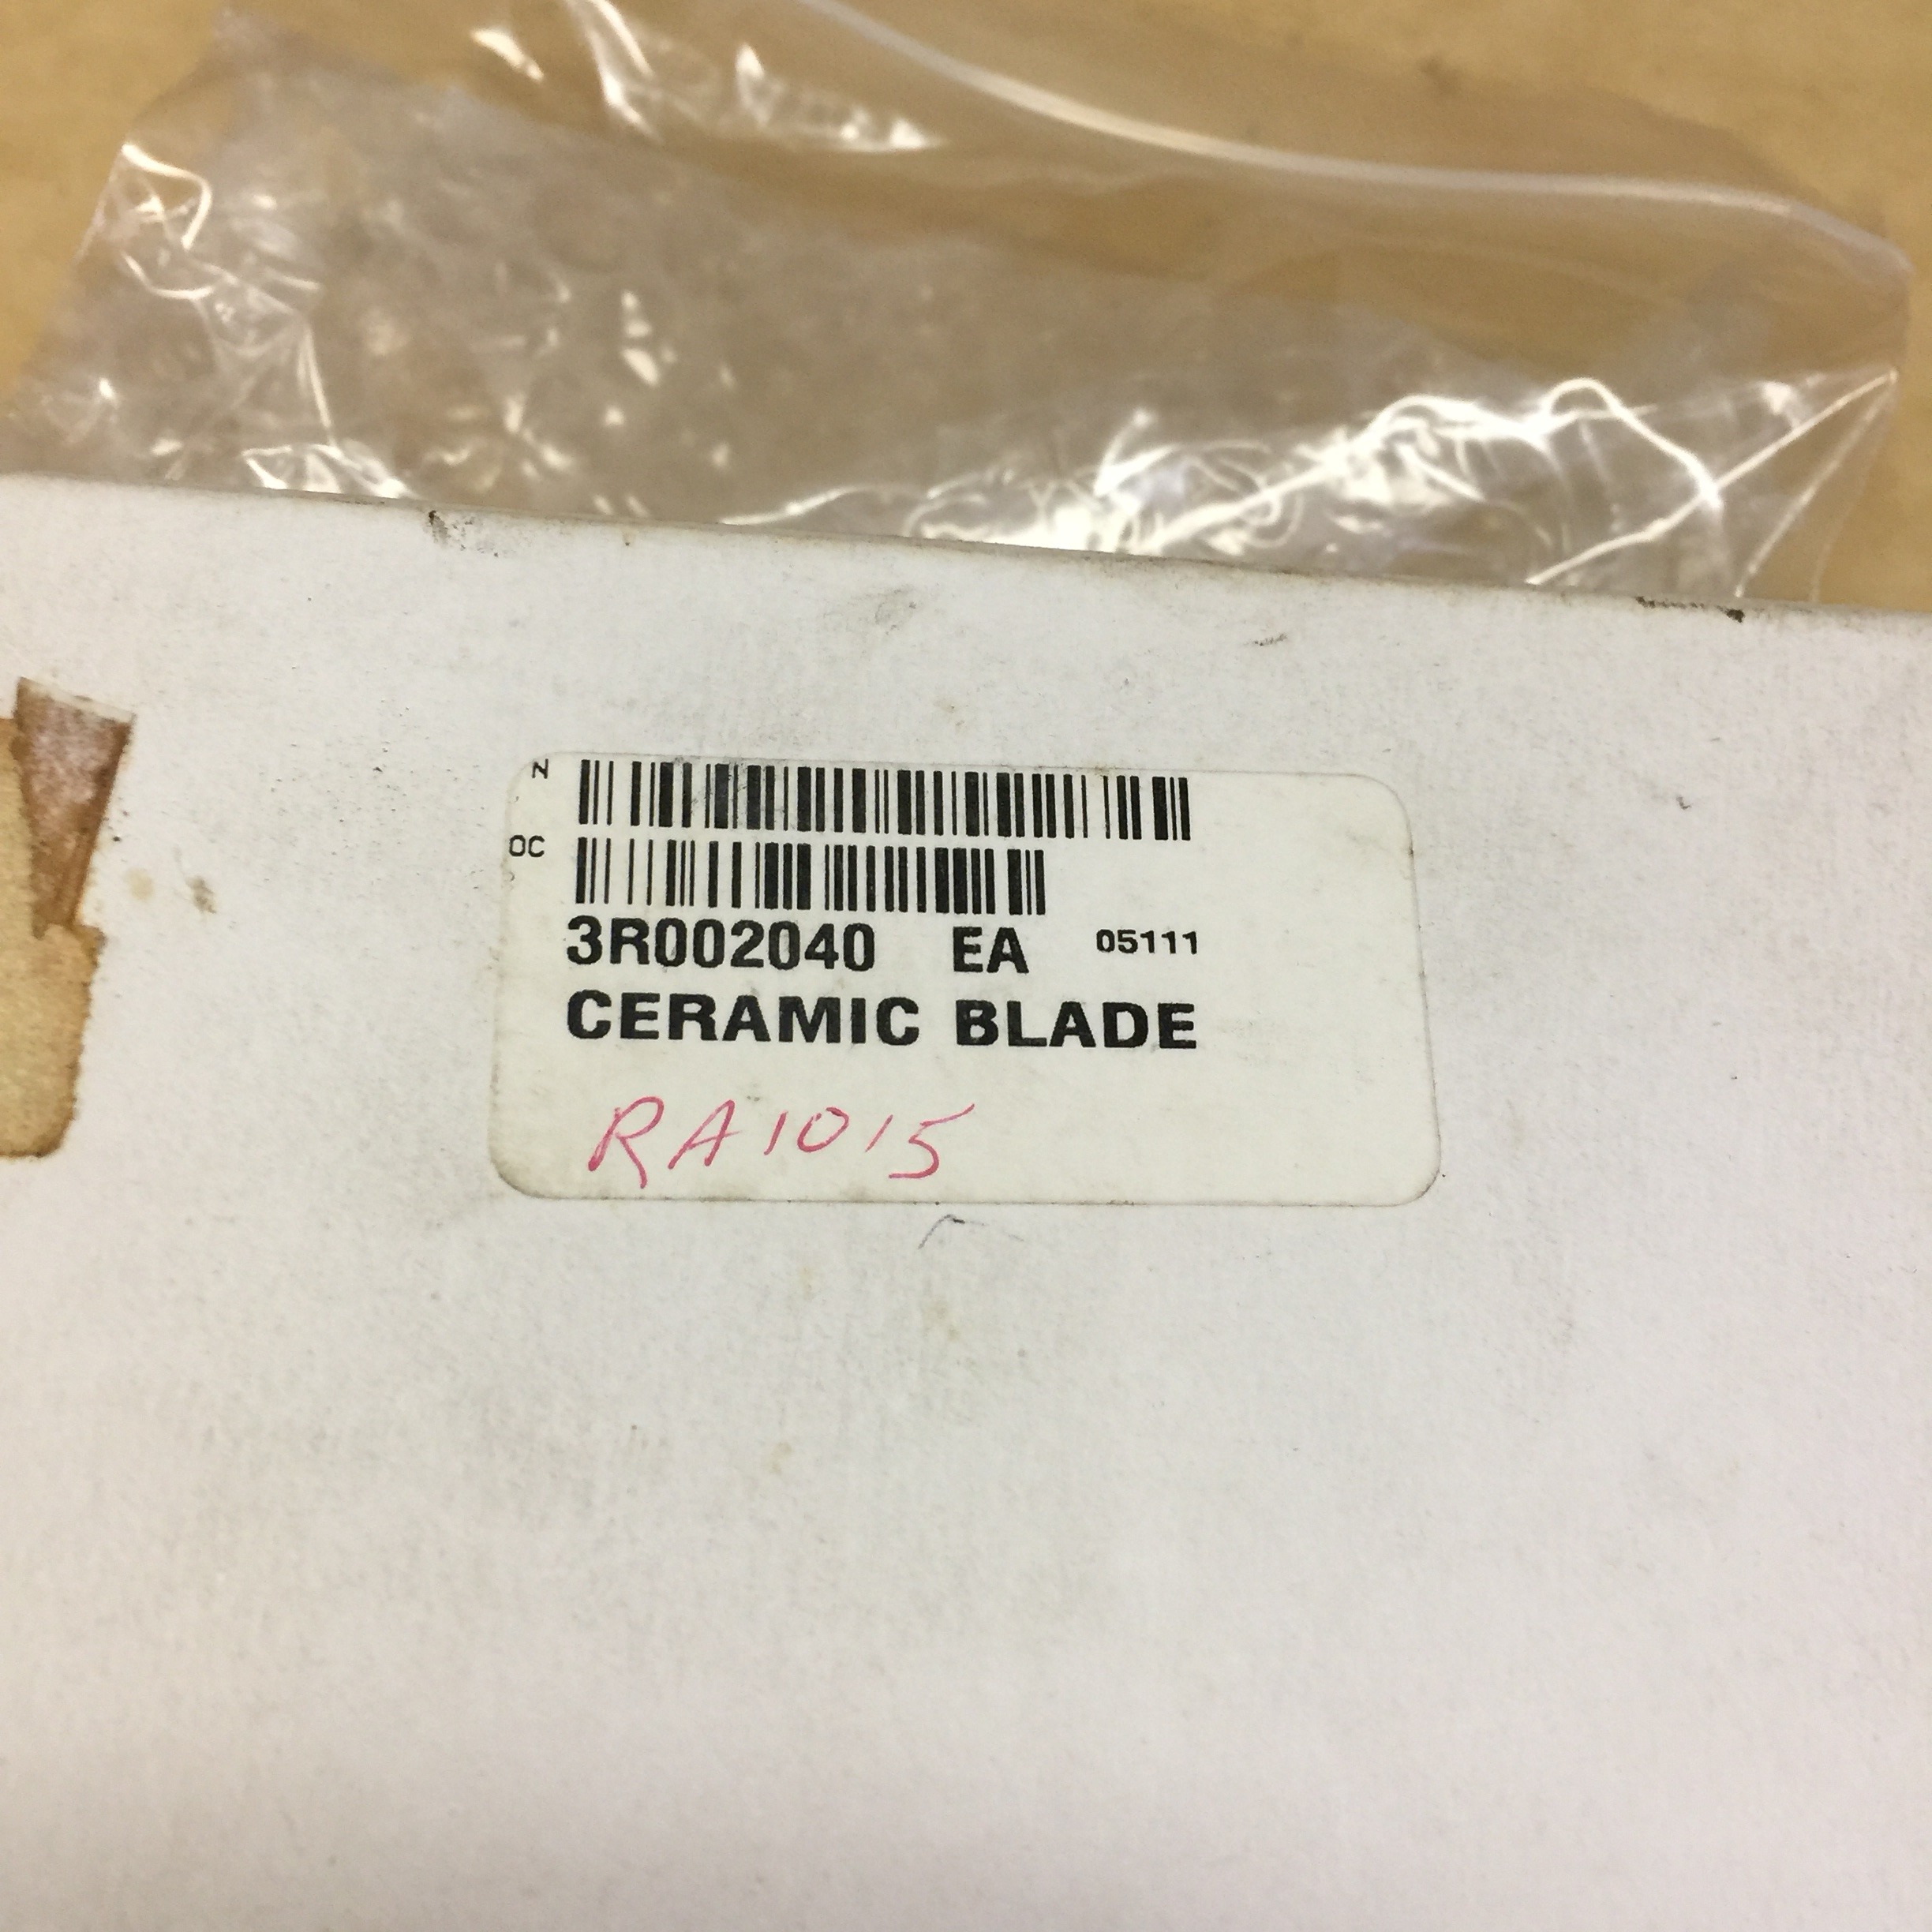 N
OC
3R002040 EA 05111
CERAMIC BLADE
RA1015